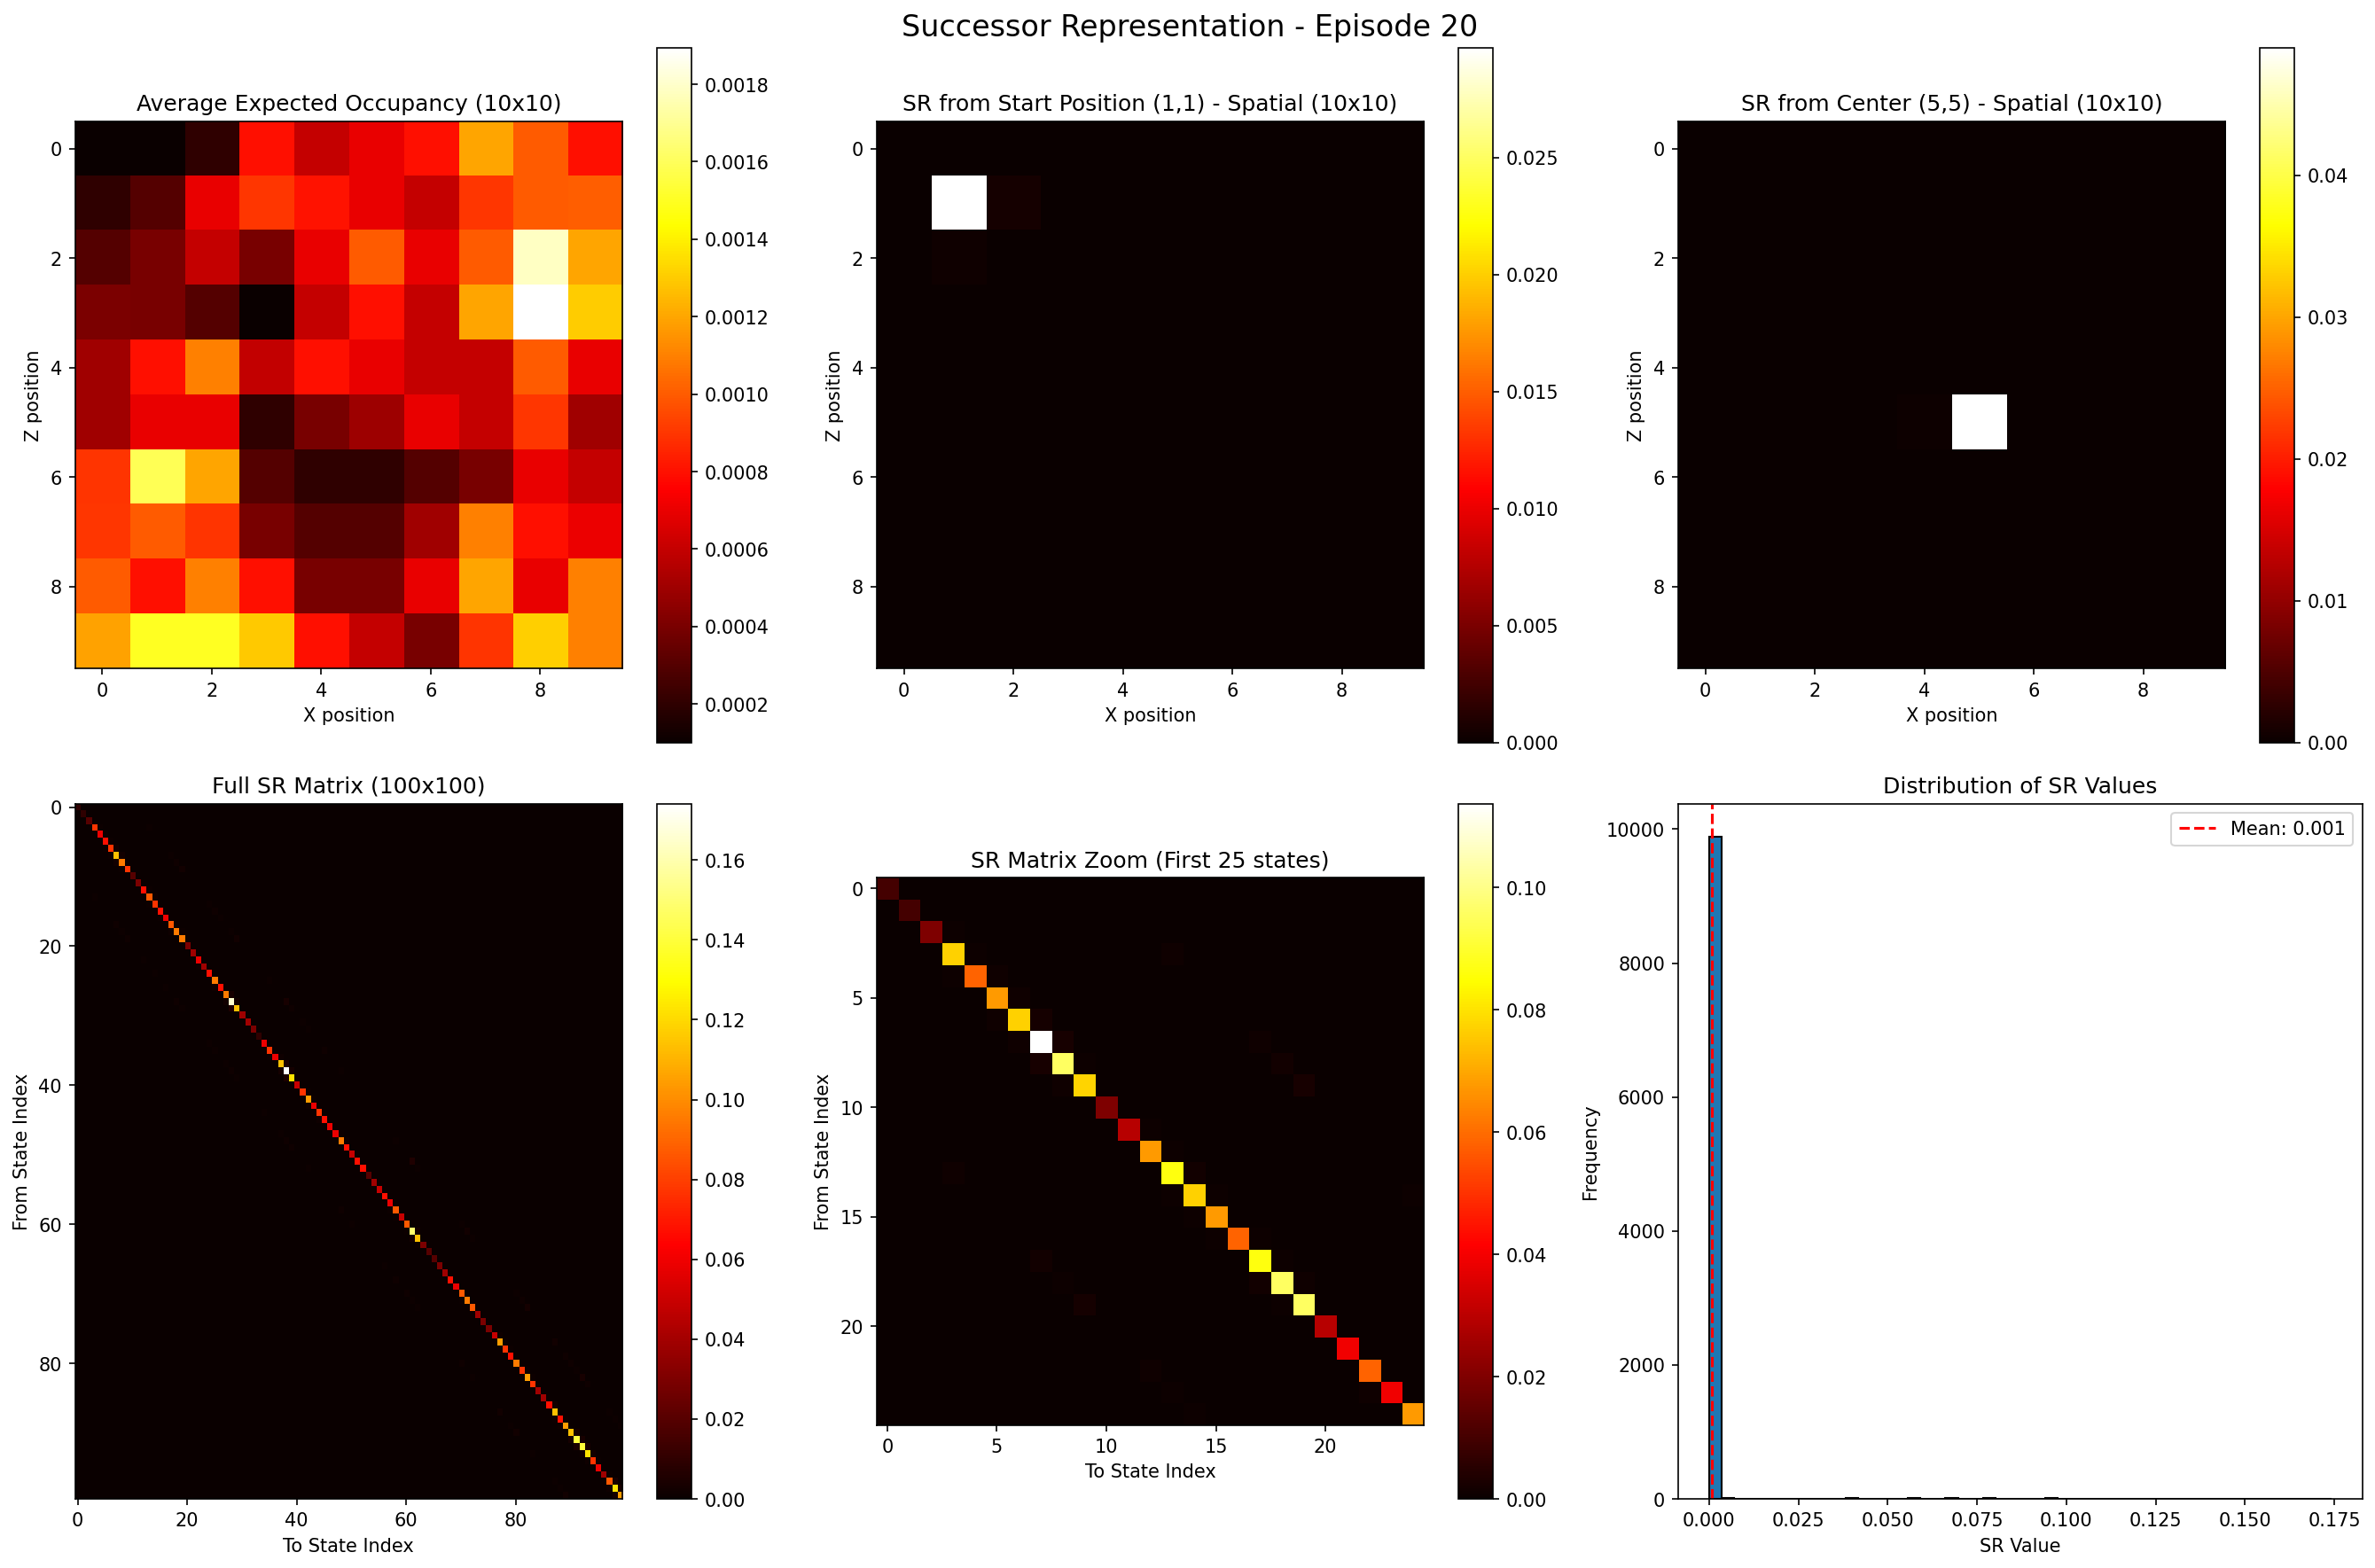 Successor Representation - Episode 20
Average Expected Occupancy (10x10)
Z position
0
2
4
6
8
0 2 4 6 8
X position
0.0018
0.0016
0.0014
0.0012
0.0010
0.0008
0.0006
0.0004
0.0002
SR from Start Position (1,1) - Spatial (10x10)
Z position
0
2
4
6
8
0 2 4 6 8
X position
0.025
0.020
0.015
0.010
0.005
0.000
SR from Center (5,5) - Spatial (10x10)
Z position
0
2
4
6
8
0 2 4 6 8
X position
0.04
0.03
0.02
0.01
0.00
Full SR Matrix (100x100)
From State Index
0
20
40
60
80
0 20 40 60 80
To State Index
0.16
0.14
0.12
0.10
0.08
0.06
0.04
0.02
0.00
SR Matrix Zoom (First 25 states)
From State Index
0
5
10
15
20
0 5 10 15 20
To State Index
0.10
0.08
0.06
0.04
0.02
0.00
Distribution of SR Values
Mean: 0.001
Frequency
10000
8000
6000
4000
2000
0
0.000 0.025 0.050 0.075 0.100 0.125 0.150 0.175
SR Value